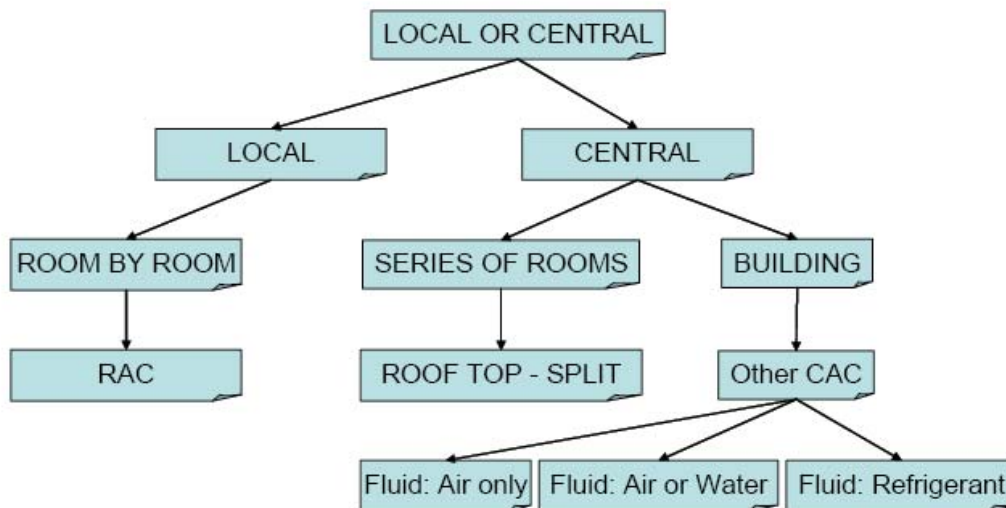 LOCAL OR CENTRAL
LOCAL
CENTRAL
ROOM BY ROOM
SERIES OF ROOMS
BUILDING
RAC
ROOF TOP - SPLIT
Other CAC
Fluid: Air only
Fluid: Air or Water
Fluid: Refrigerant